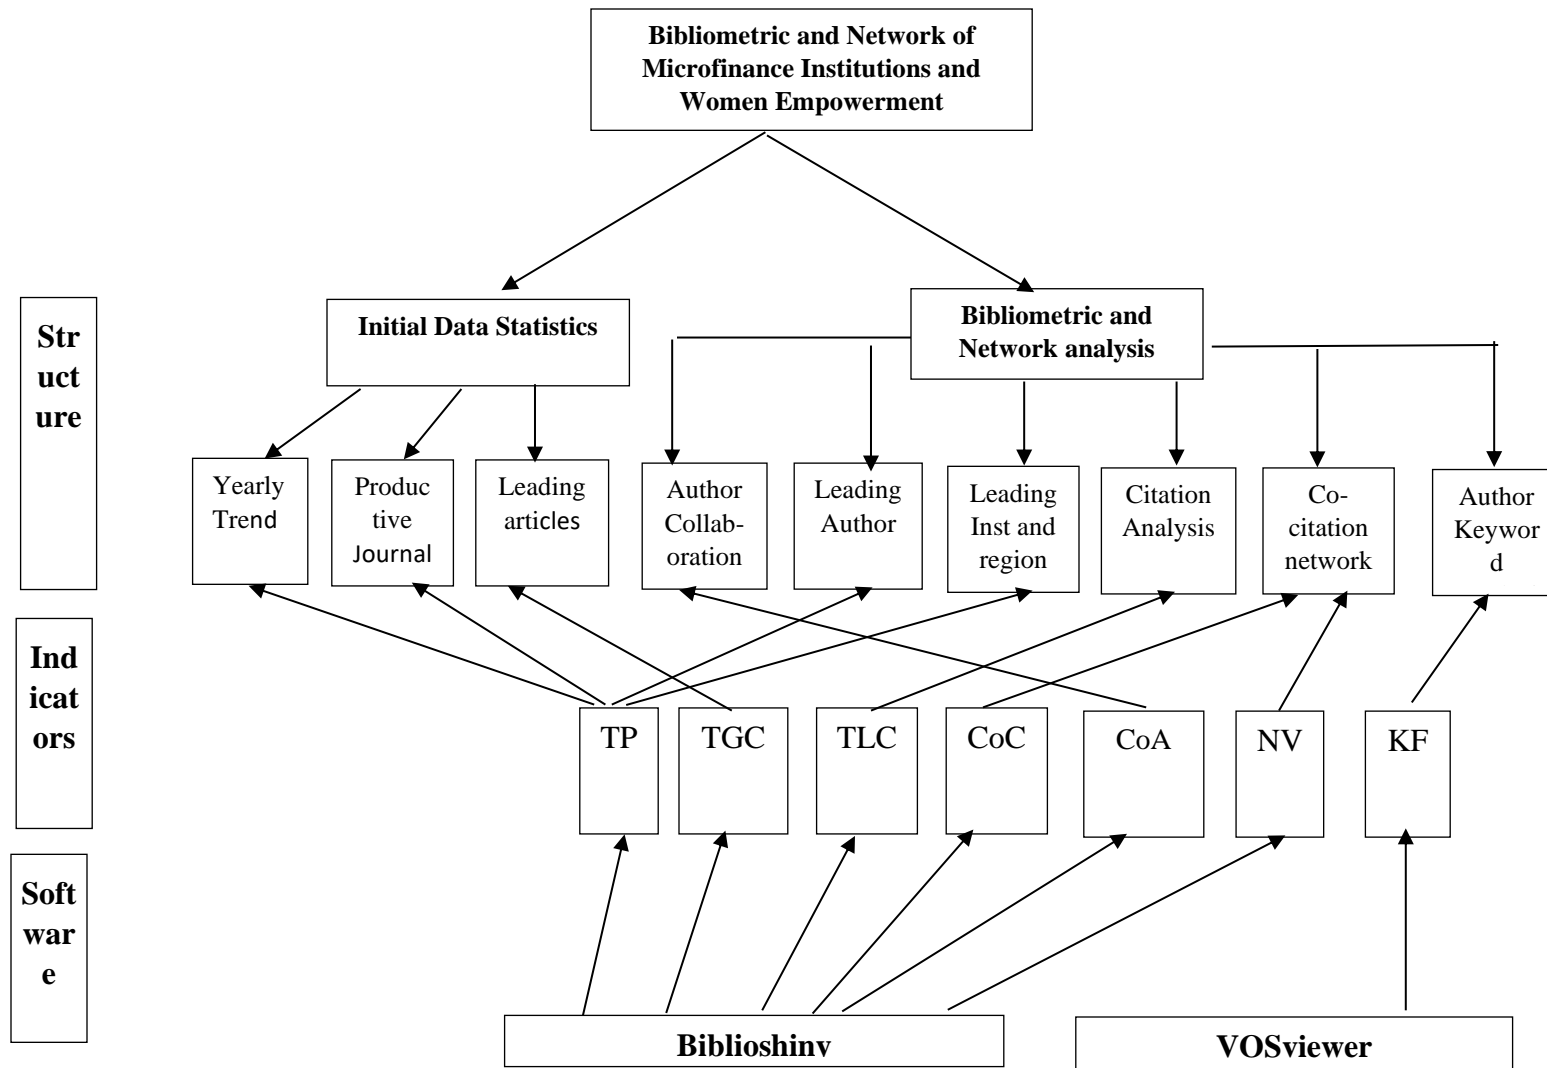 Bibliometric and Network of
Microfinance Institutions and
Women Empowerment
Str
uct
ure
Initial Data Statistics
Bibliometric and
Network analysis
Yearly
Trend
Produc
tive
Journal
Leading
articles
Author
Collab-
oration
Leading
Author
Leading
Inst and
region
Citation
Analysis
Co-
citation
network
Author
Keywor
d
Ind
icat
ors
TP
TGC
TLC
CoC
CoA
NV
KF
Soft
war
e
Biblioshiny
VOSviewer